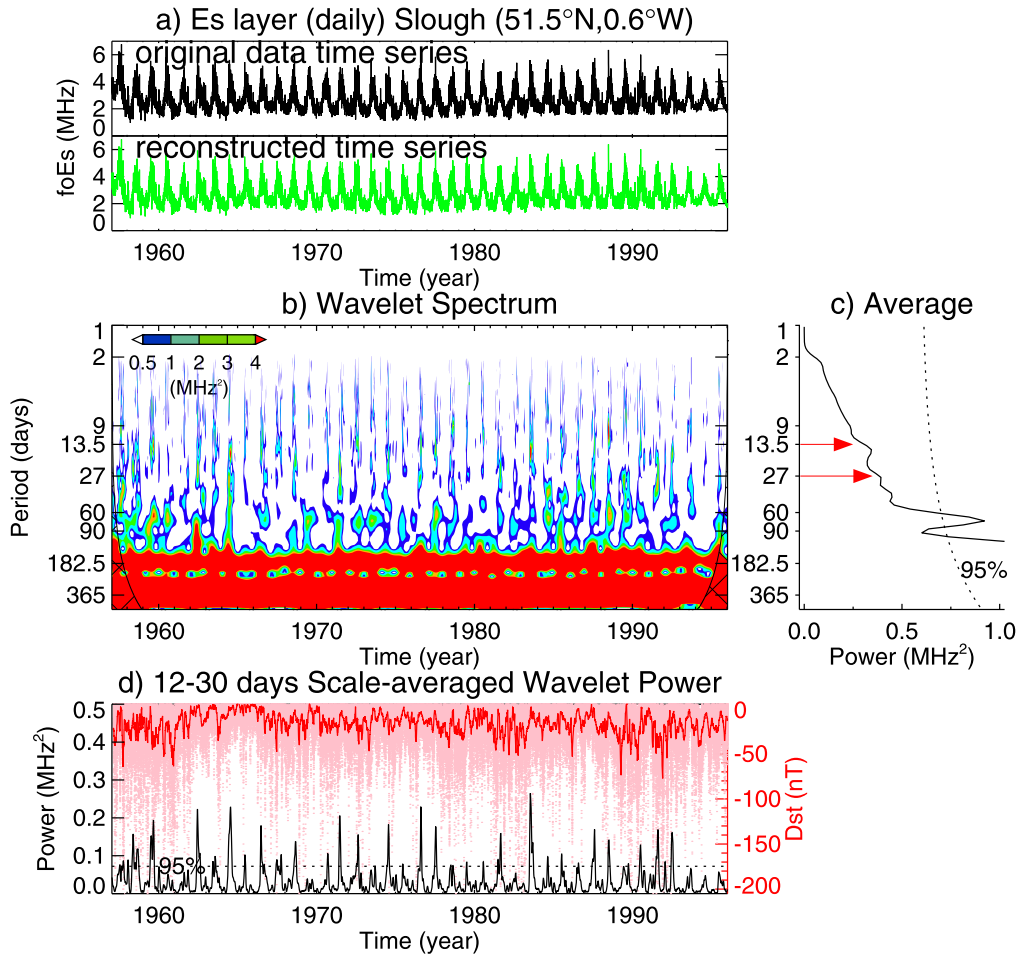 a) Es layer (daily) Slough (51.5°N,0.6°W)
original data time series
6
4
2
0
reconstructed time series
6
4
2
0
foEs (MHz)
1960 1970 1980 1990
Time (year)
b) Wavelet Spectrum
1
2
9
13.5
27
60
90
182.5
365
Period (days)
0.5 1 2 3 4
(MHz²)
1960 1970 1980 1990
Time (year)
c) Average
1
2
9
13.5
27
60
90
182.5
365
95%
0.0 0.5 1.0
Power (MHz²)
d) 12-30 days Scale-averaged Wavelet Power
0.5
0.4
0.3
0.2
0.1
0.0
Power (MHz²)
95%
0
-50
-100
-150
-200
Dst (nT)
1960 1970 1980 1990
Time (year)